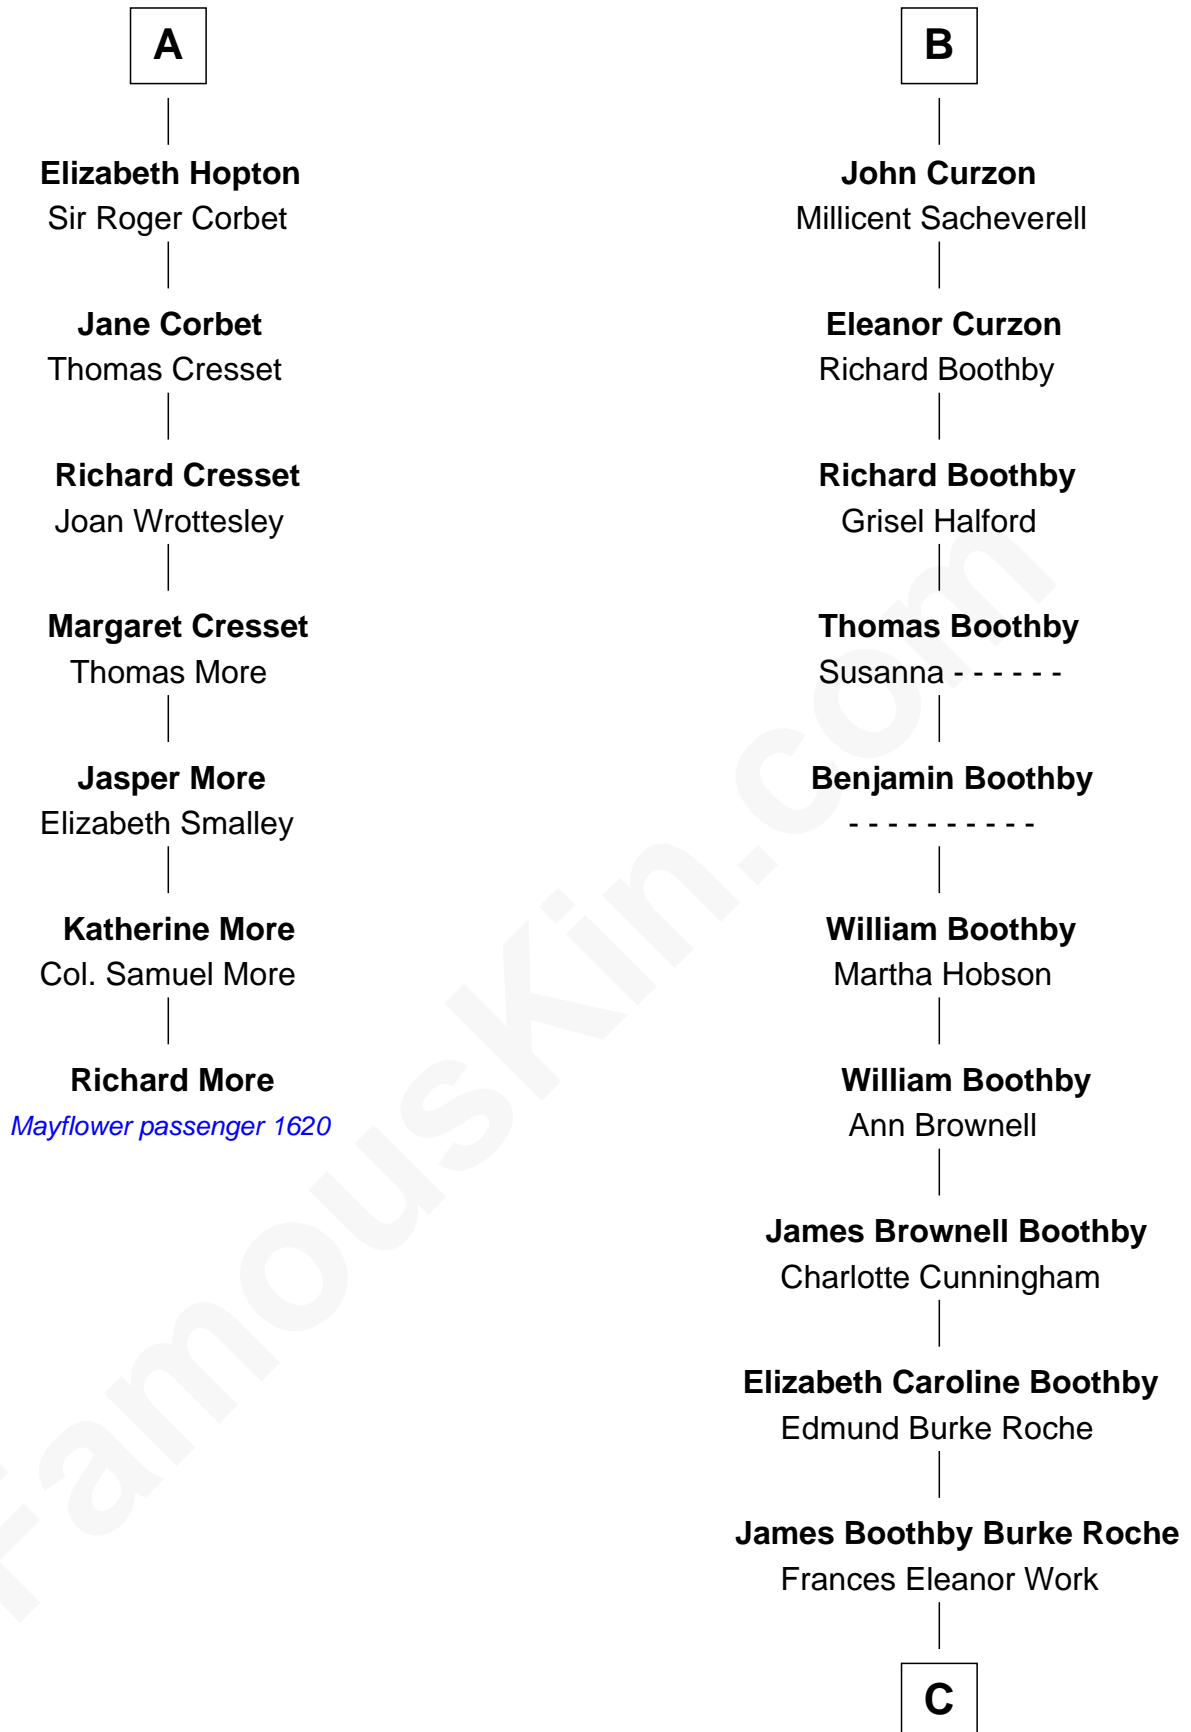 A
Elizabeth Hopton
Sir Roger Corbet
Jane Corbet
Thomas Cresset
Richard Cresset
Joan Wrottesley
Margaret Cresset
Thomas More
Jasper More
Elizabeth Smalley
Katherine More
Col. Samuel More
Richard More
Mayflower passenger 1620
B
John Curzon
Millicent Sacheverell
Eleanor Curzon
Richard Boothby
Richard Boothby
Grisel Halford
Thomas Boothby
Susanna - - - - - -
Benjamin Boothby
- - - - - - - - - -
William Boothby
Martha Hobson
William Boothby
Ann Brownell
James Brownell Boothby
Charlotte Cunningham
Elizabeth Caroline Boothby
Edmund Burke Roche
James Boothby Burke Roche
Frances Eleanor Work
C
FamousKin.com